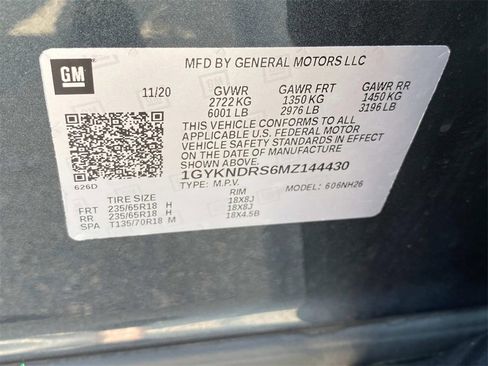 GM
MFD BY GENERAL MOTORS LLC
11/20 GVWR GAWR FRT GAWR RR
2722 KG 1350 KG 1450 KG
6001 LB 2976 LB 3196 LB
THIS VEHICLE CONFORMS TO ALL
APPLICABLE U.S. FEDERAL MOTOR
VEHICLE SAFETY STANDARDS IN EFFECT
ON THE DATE OF MANUFACTURE SHOWN
ABOVE.
1GYKNDRS6MZ144430
626D TYPE: M.P.V. MODEL: 606NH26
TIRE SIZE RIM
FRT 235/65R18 H 18X8J
RR 235/65R18 H 18X8J
SPA T135/70R18 M 18X4.5B